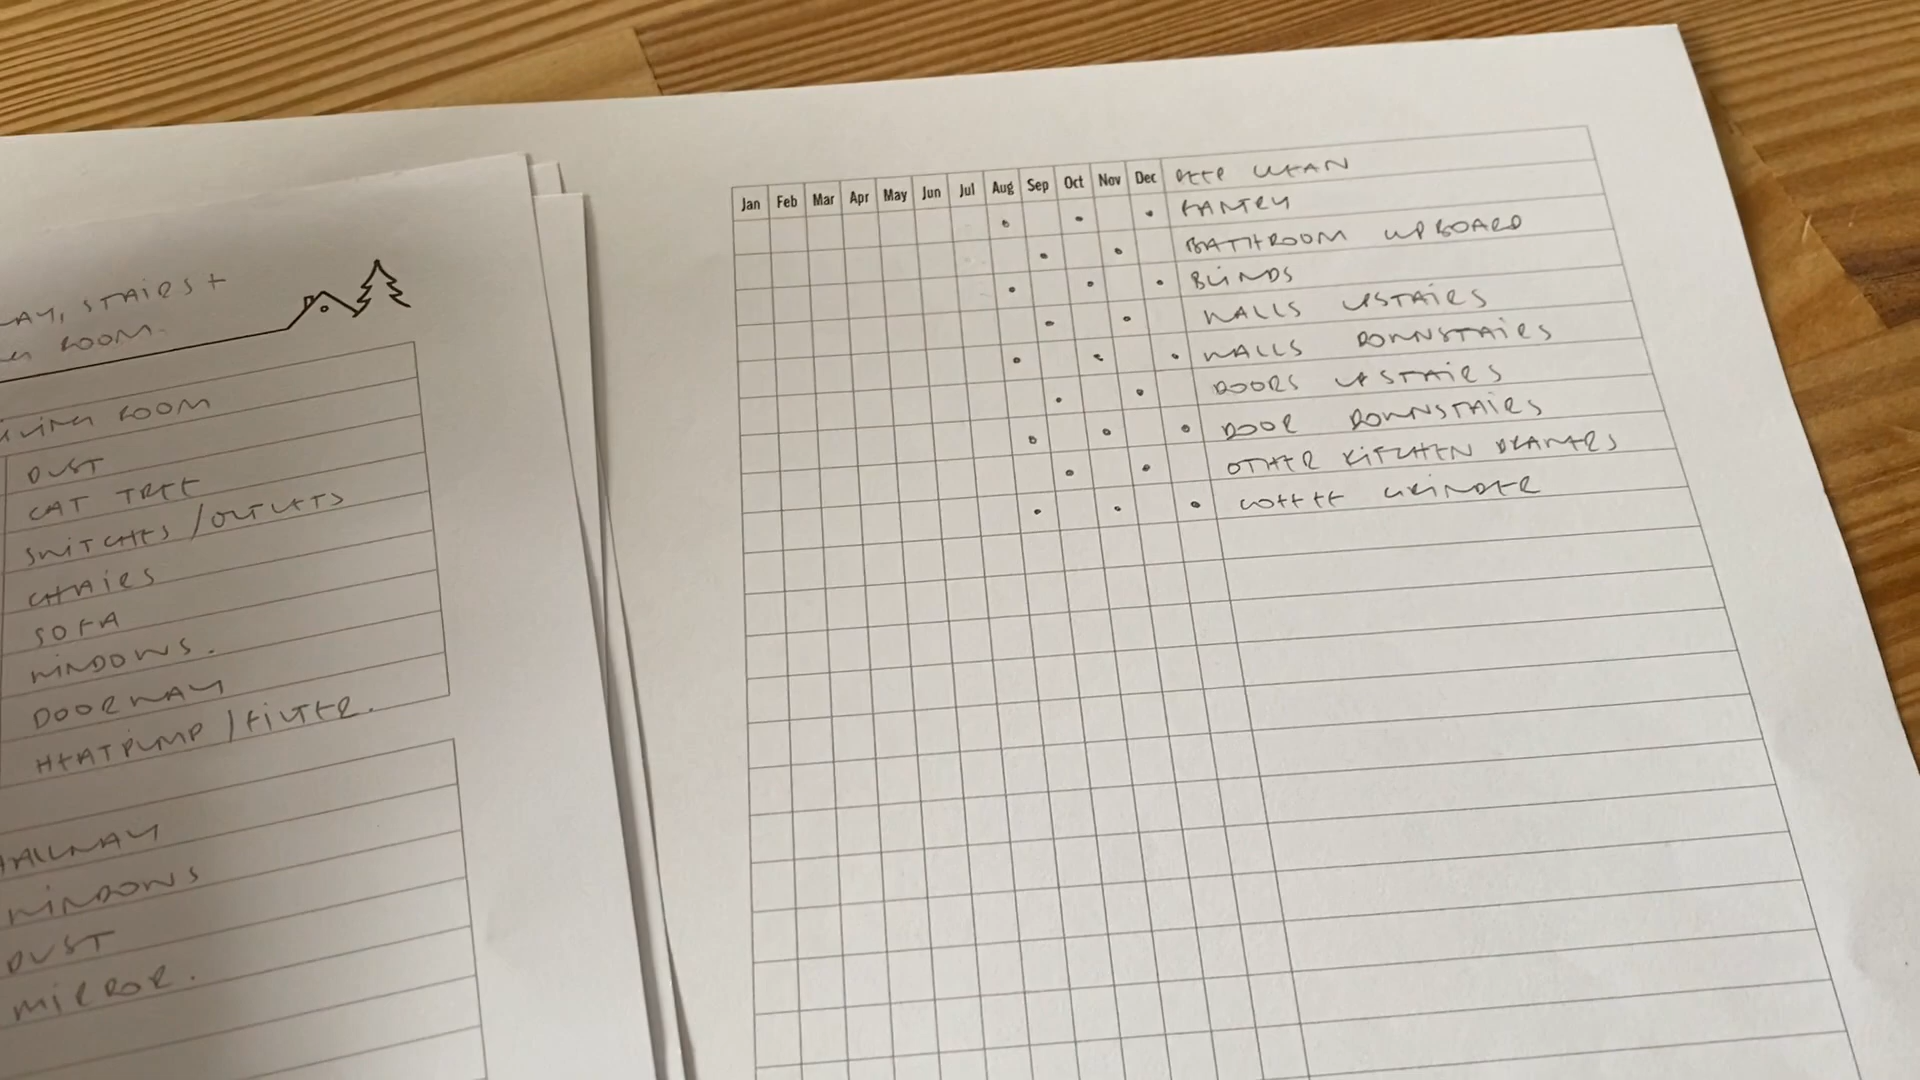 STAIRS +
ROOM.
LIVING ROOM
DUST
CAT TREE
SWITCHES / OUTLETS
CHAIRS
SOFA
WINDOWS.
DOORWAY
HEATPUMP / FILTER.
HALLWAY
WINDOWS
DUST
MIRROR.
Jan Feb Mar Apr May Jun Jul Aug Sep Oct Nov Dec DEEP CLEAN
PANTRY
BATHROOM CUPBOARD
BLINDS
WALLS UPSTAIRS
WALLS DOWNSTAIRS
DOORS UPSTAIRS
DOOR DOWNSTAIRS
OTHER KITCHEN DRAWERS
COFFEE GRINDER